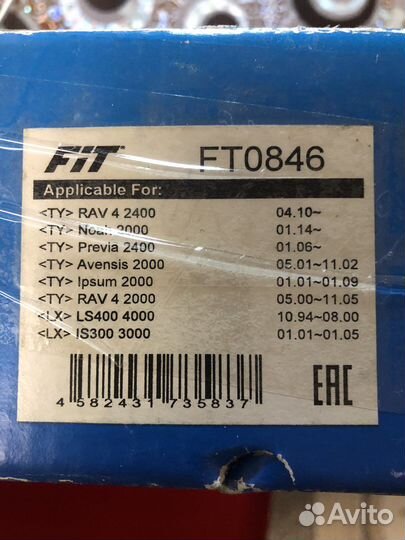 FIT FT0846
Applicable For:
<TY> RAV 4 2400 04.10~
<TY> Noah 2000 01.14~
<TY> Previa 2400 01.06~
<TY> Avensis 2000 05.01~11.02
<TY> Ipsum 2000 01.01~01.09
<TY> RAV 4 2000 05.00~11.05
<LX> LS400 4000 10.94~08.00
<LX> IS300 3000 01.01~01.05
4 582431 735837
EAC
Avito